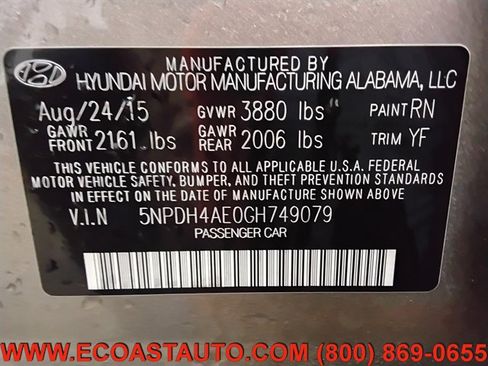 MANUFACTURED BY
HYUNDAI MOTOR MANUFACTURING ALABAMA, LLC
Aug/24/15 GVWR 3880 lbs PAINT RN
GAWR FRONT 2161 lbs GAWR REAR 2006 lbs TRIM YF
THIS VEHICLE CONFORMS TO ALL APPLICABLE U.S.A. FEDERAL
MOTOR VEHICLE SAFETY, BUMPER, AND THEFT PREVENTION STANDARDS
IN EFFECT ON THE DATE OF MANUFACTURE SHOWN ABOVE.
V.I.N 5NPDH4AE0GH749079
PASSENGER CAR
WWW.ECOASTAUTO.COM (800) 869-0655